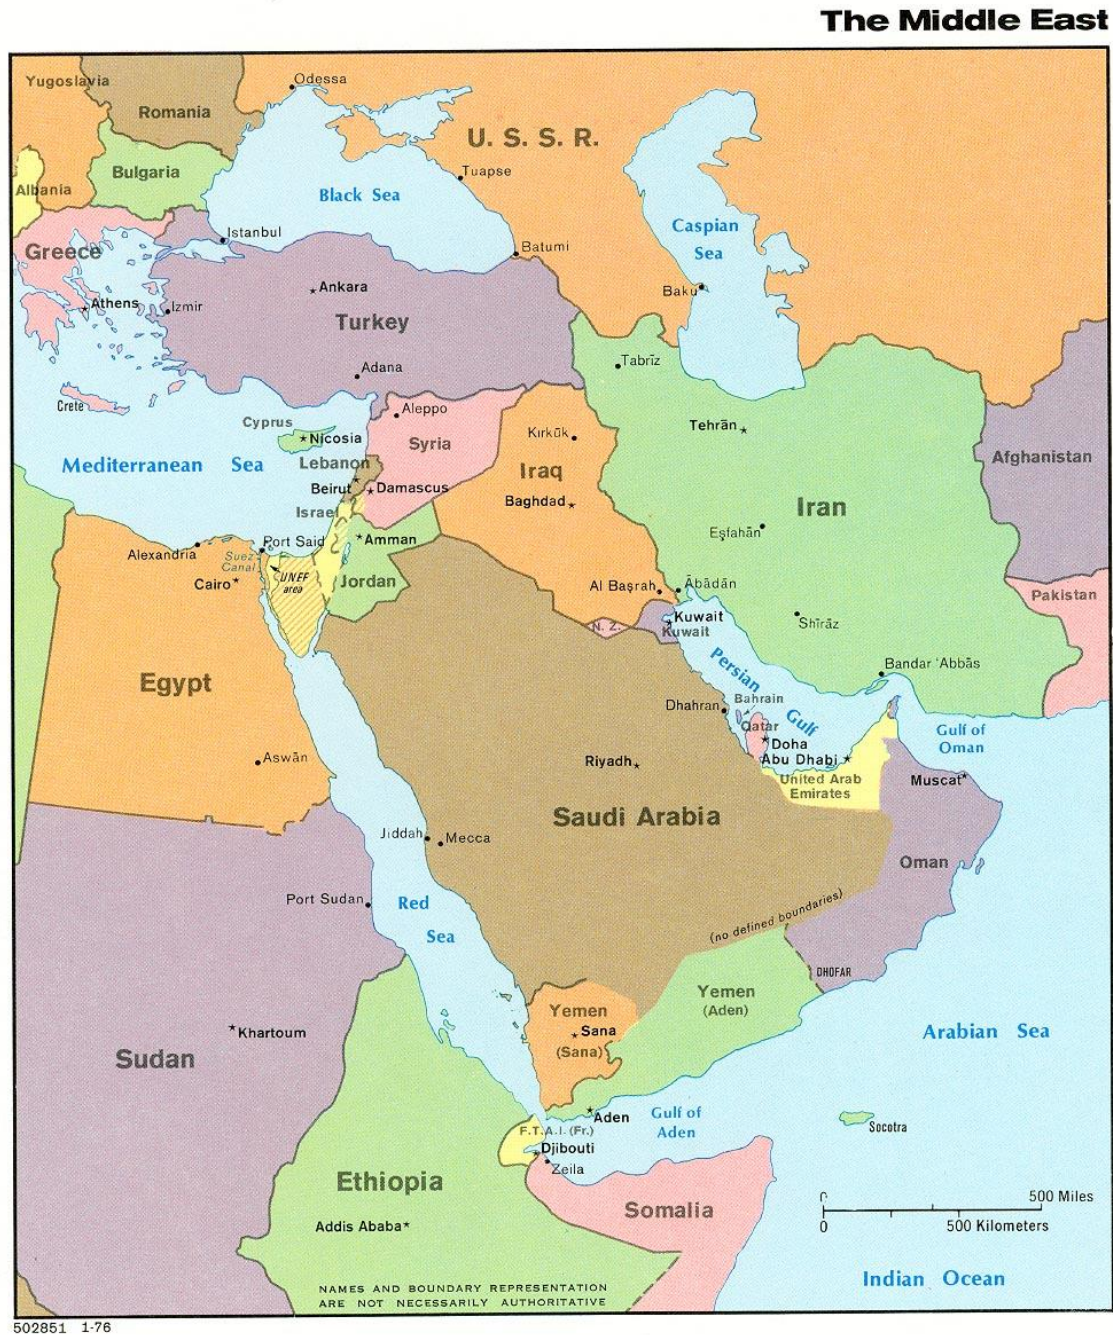 The Middle East
Yugoslavia
Romania
Odessa
U. S. S. R.
Bulgaria
Albania
Tuapse
Black Sea
Caspian
Sea
Istanbul
Greece
Batumi
Ankara
Baku
Athens
Izmir
Turkey
Tabrīz
Adana
Crete
Aleppo
Cyprus
Nicosia
Syria
Kirkūk
Tehrān
Mediterranean Sea
Lebanon
Iraq
Afghanistan
Beirut
Damascus
Baghdad
Iran
Israel
Eşfahān
Port Said
Amman
Alexandria
Suez
Canal
UNEF
area
Cairo
Jordan
Al Başrah
Ābādān
Pakistan
Kuwait
Kuwait
N. Z.
Shīrāz
Egypt
Persian
Gulf
Bandar 'Abbās
Dhahran
Bahrain
Qatar
Doha
Gulf of
Oman
Aswān
Riyadh
Abu Dhabi
United Arab
Emirates
Muscat
Saudi Arabia
Jiddah
Mecca
Oman
Port Sudan
Red
Sea
(no defined boundaries)
DHOFAR
Yemen
(Aden)
Yemen
Sana
(Sana)
Khartoum
Sudan
Arabian Sea
Aden
Gulf of
Aden
Socotra
F.T.A.I. (Fr.)
Djibouti
Zeila
Ethiopia
Somalia
Addis Ababa
0 500 Miles
0 500 Kilometers
Indian Ocean
NAMES AND BOUNDARY REPRESENTATION
ARE NOT NECESSARILY AUTHORITATIVE
502851 1-76